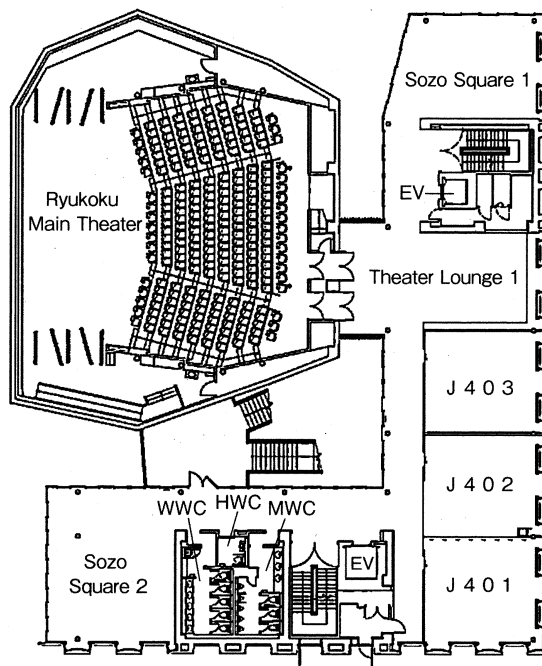 Sozo Square 1
EV
Ryukoku
Main Theater
Theater Lounge 1
J 4 0 3
J 4 0 2
WWC
HWC
MWC
Sozo
Square 2
EV
J 4 0 1